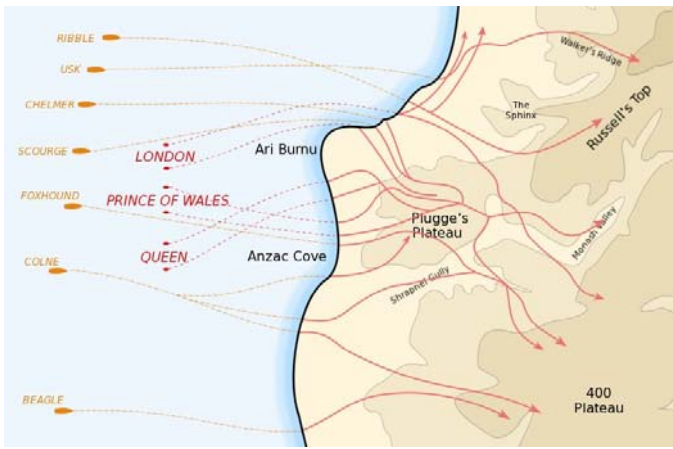 RIBBLE
USK
CHELMER
SCOURGE
FOXHOUND
COLNE
BEAGLE
LONDON
PRINCE OF WALES
QUEEN
Ari Burnu
Anzac Cove
Walker's Ridge
The
Sphinx
Russell's Top
Plugge's
Plateau
Monash Valley
Shrapnel Gully
400
Plateau